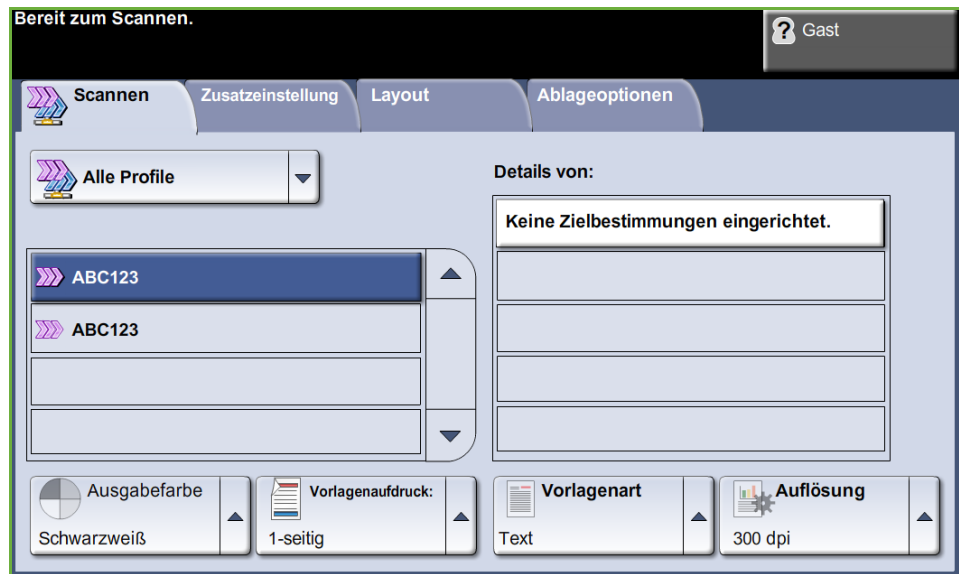 Bereit zum Scannen.
Gast
Scannen
Zusatzeinstellung
Layout
Ablageoptionen
Alle Profile
Details von:
Keine Zielbestimmungen eingerichtet.
ABC123
ABC123
Ausgabefarbe
Schwarzweiß
Vorlagenaufdruck:
1-seitig
Vorlagenart
Text
Auflösung
300 dpi